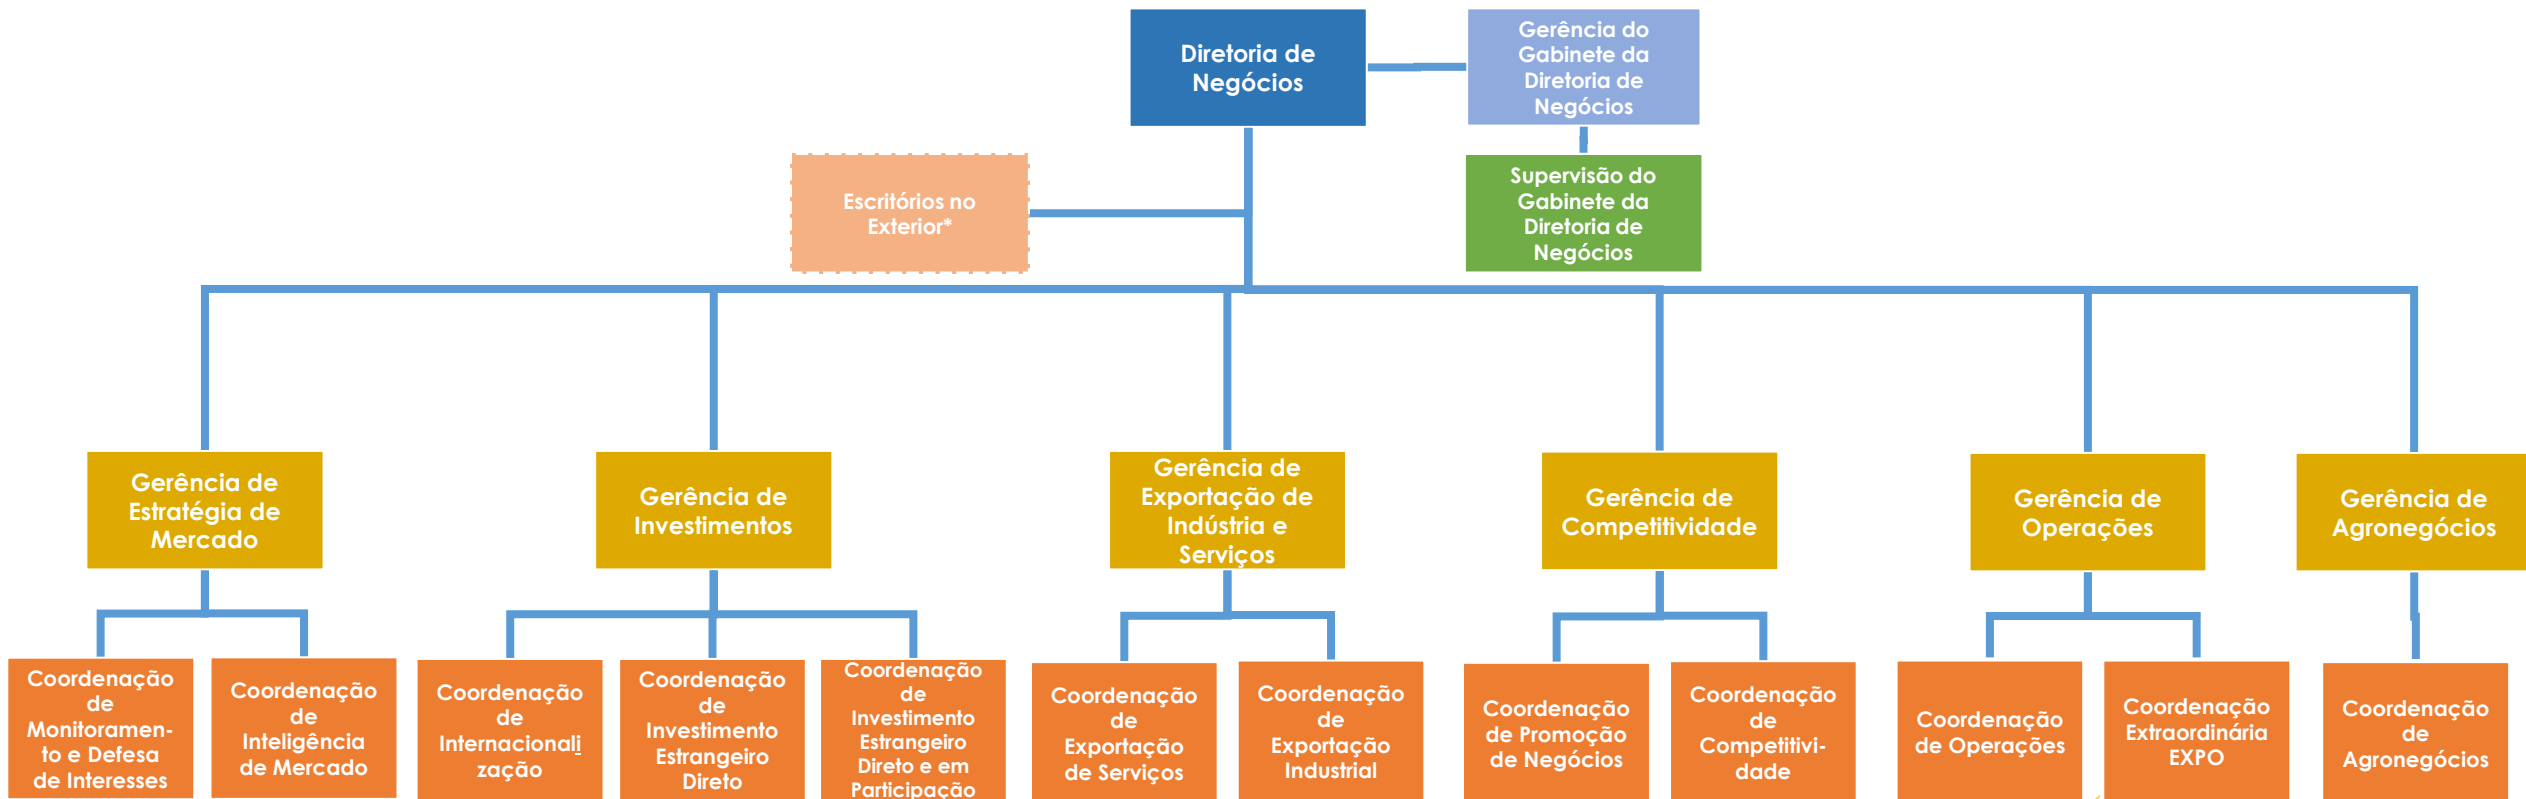 Diretoria de
Negócios
Gerência do
Gabinete da
Diretoria de
Negócios
Escritórios no
Exterior*
Supervisão do
Gabinete da
Diretoria de
Negócios
Gerência de
Estratégia de
Mercado
Gerência de
Investimentos
Gerência de
Exportação de
Indústria e
Serviços
Gerência de
Competitividade
Gerência de
Operações
Gerência de
Agronegócios
Coordenação
de
Monitoramen-
to e Defesa
de Interesses
Coordenação
de
Inteligência
de Mercado
Coordenação
de
Internacionali
zação
Coordenação
de
Investimento
Estrangeiro
Direto
Coordenação
de
Investimento
Estrangeiro
Direto e em
Participação
Coordenação
de
Exportação
de Serviços
Coordenação
de
Exportação
Industrial
Coordenação
de Promoção
de Negócios
Coordenação
de
Competitivi-
dade
Coordenação
de Operações
Coordenação
Extraordinária
EXPO
Coordenação
de
Agronegócios